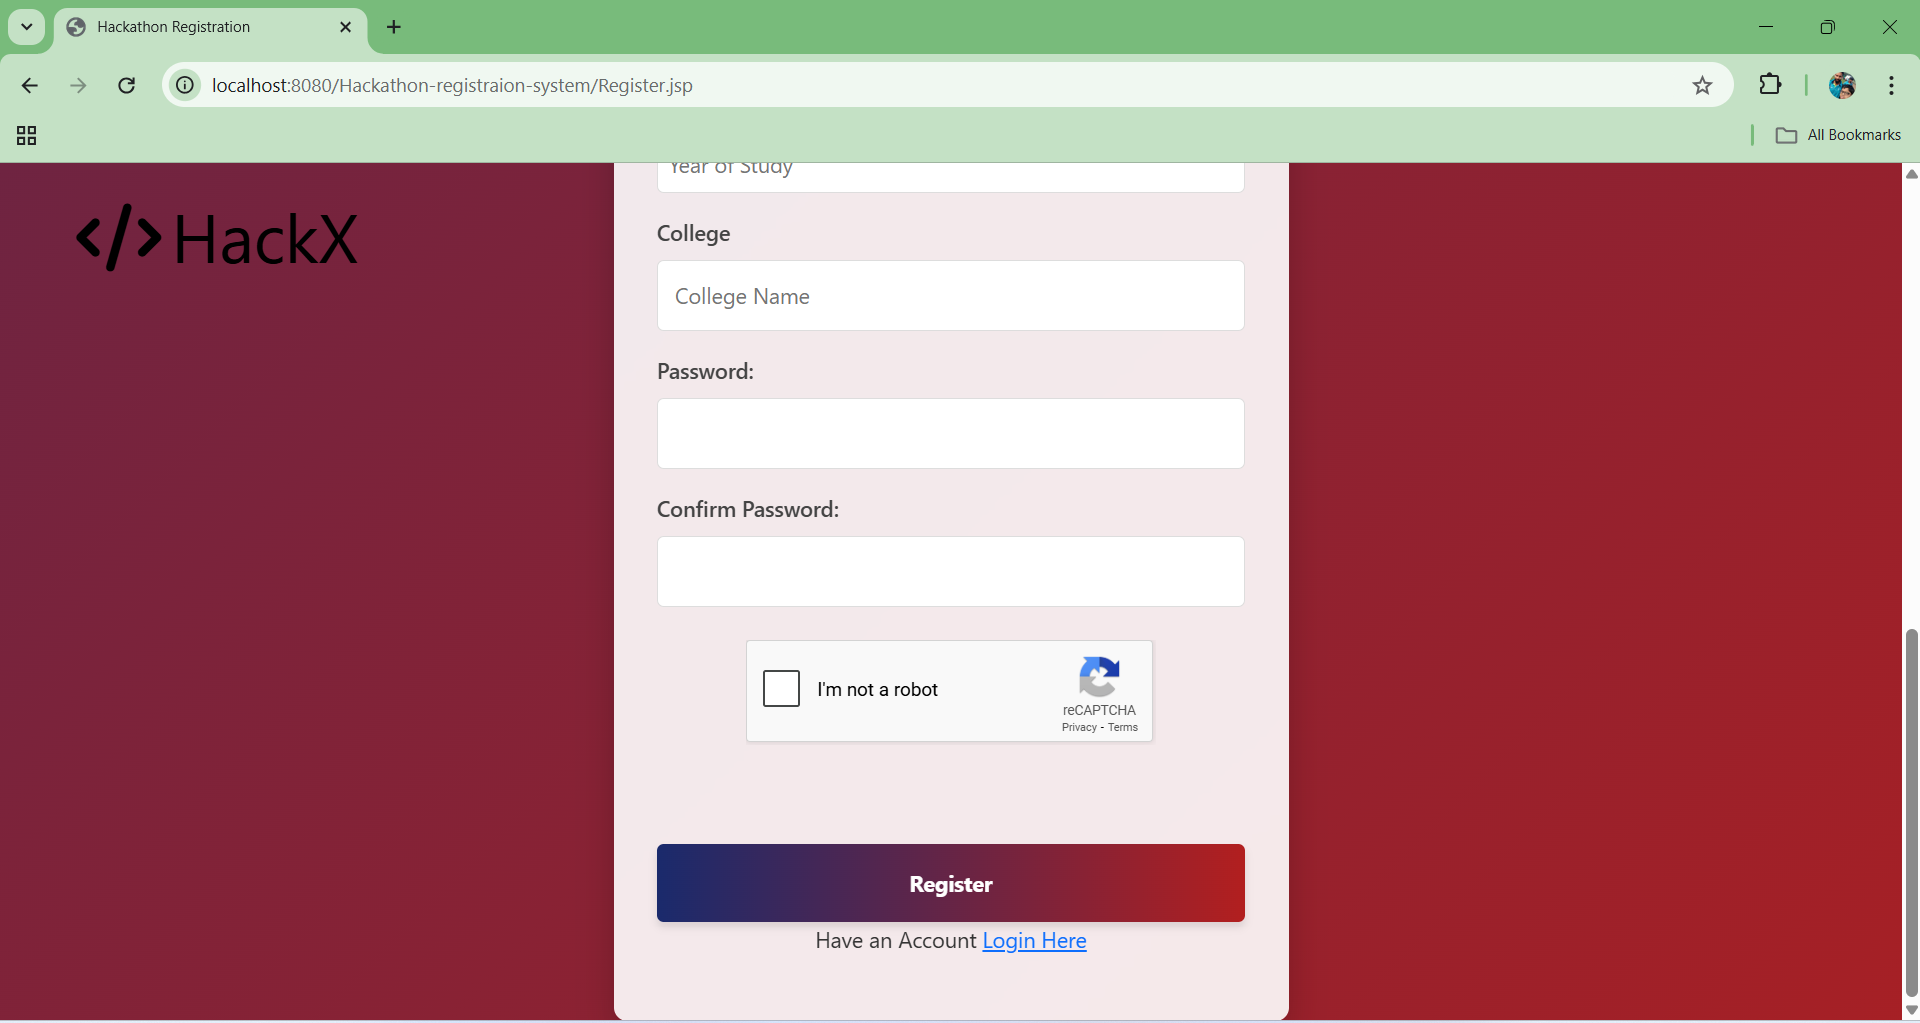 Hackathon Registration
localhost:8080/Hackathon-registraion-system/Register.jsp
All Bookmarks
</> HackX
Year of Study
College
College Name
Password:
Confirm Password:
I'm not a robot
reCAPTCHA
Privacy - Terms
Register
Have an Account Login Here